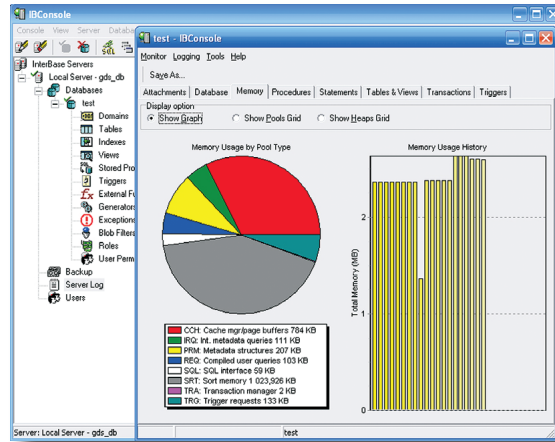 IBConsole
Console View Server Databa
InterBase Servers
Local Server - gds_db
Databases
test
Domains
Tables
Indexes
Views
Stored Pro
Triggers
External Fu
Generators
Exceptions
Blob Filters
Roles
User Perm
Backup
Server Log
Users
Server: Local Server - gds_db
test - IBConsole
Monitor Logging Tools Help
Save As...
Attachments Database Memory Procedures Statements Tables & Views Transactions Triggers
Display option
Show Graph Show Pools Grid Show Heaps Grid
Memory Usage by Pool Type
CCH: Cache mgr/page buffers 784 KB
IRQ: Int. metadata queries 111 KB
PRM: Metadata structures 207 KB
REQ: Compiled user queries 103 KB
SQL: SQL interface 59 KB
SRT: Sort memory 1 023,926 KB
TRA: Transaction manager 2 KB
TRG: Trigger requests 133 KB
Memory Usage History
Total Memory (MB)
2
1
0
test